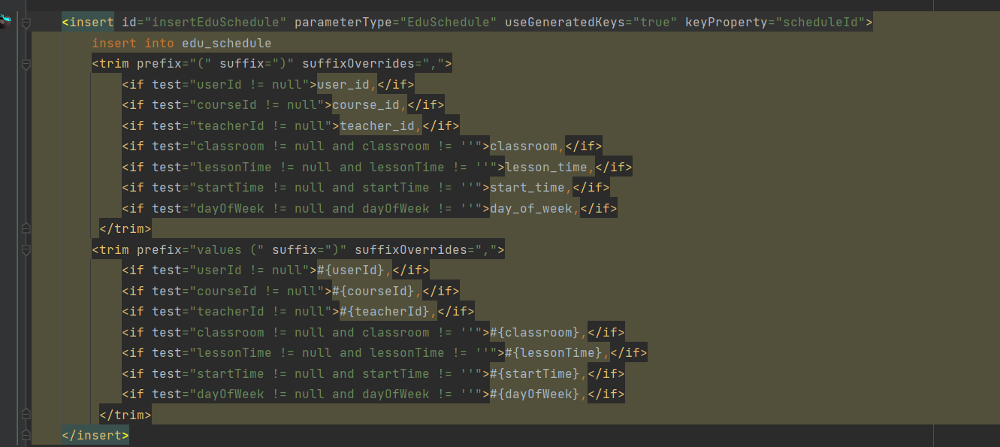 <insert id="insertEduSchedule" parameterType="EduSchedule" useGeneratedKeys="true" keyProperty="scheduleId">
insert into edu_schedule
<trim prefix="(" suffix=")" suffixOverrides=",">
<if test="userId != null">user_id,</if>
<if test="courseId != null">course_id,</if>
<if test="teacherId != null">teacher_id,</if>
<if test="classroom != null and classroom != ''">classroom,</if>
<if test="lessonTime != null and lessonTime != ''">lesson_time,</if>
<if test="startTime != null and startTime != ''">start_time,</if>
<if test="dayOfWeek != null and dayOfWeek != ''">day_of_week,</if>
</trim>
<trim prefix="values (" suffix=")" suffixOverrides=",">
<if test="userId != null">#{userId},</if>
<if test="courseId != null">#{courseId},</if>
<if test="teacherId != null">#{teacherId},</if>
<if test="classroom != null and classroom != ''">#{classroom},</if>
<if test="lessonTime != null and lessonTime != ''">#{lessonTime},</if>
<if test="startTime != null and startTime != ''">#{startTime},</if>
<if test="dayOfWeek != null and dayOfWeek != ''">#{dayOfWeek},</if>
</trim>
</insert>